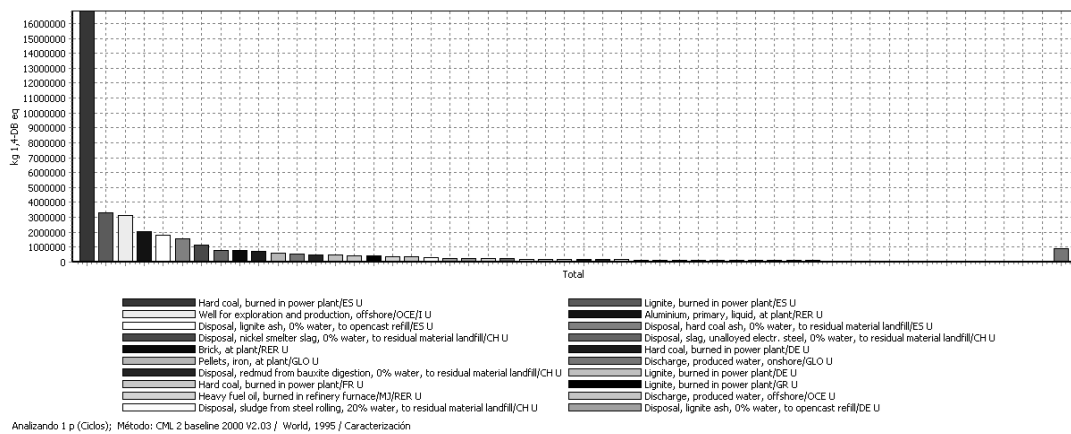 16000000
15000000
14000000
13000000
12000000
11000000
10000000
9000000
8000000
7000000
6000000
5000000
4000000
3000000
2000000
1000000
0
kg 1,4-DB eq
Total
Hard coal, burned in power plant/ES U Lignite, burned in power plant/ES U
Well for exploration and production, offshore/OCE/I U Aluminium, primary, liquid, at plant/RER U
Disposal, lignite ash, 0% water, to opencast refill/ES U Disposal, hard coal ash, 0% water, to residual material landfill/ES U
Disposal, nickel smelter slag, 0% water, to residual material landfill/CH U Disposal, slag, unalloyed electr. steel, 0% water, to residual material landfill/CH U
Brick, at plant/RER U Hard coal, burned in power plant/DE U
Pellets, iron, at plant/GLO U Discharge, produced water, onshore/GLO U
Disposal, redmud from bauxite digestion, 0% water, to residual material landfill/CH U Lignite, burned in power plant/DE U
Hard coal, burned in power plant/FR U Lignite, burned in power plant/GR U
Heavy fuel oil, burned in refinery furnace/MJ/RER U Discharge, produced water, offshore/OCE U
Disposal, sludge from steel rolling, 20% water, to residual material landfill/CH U Disposal, lignite ash, 0% water, to opencast refill/DE U
Analizando 1 p (Ciclos); Método: CML 2 baseline 2000 V2.03 / World, 1995 / Caracterización